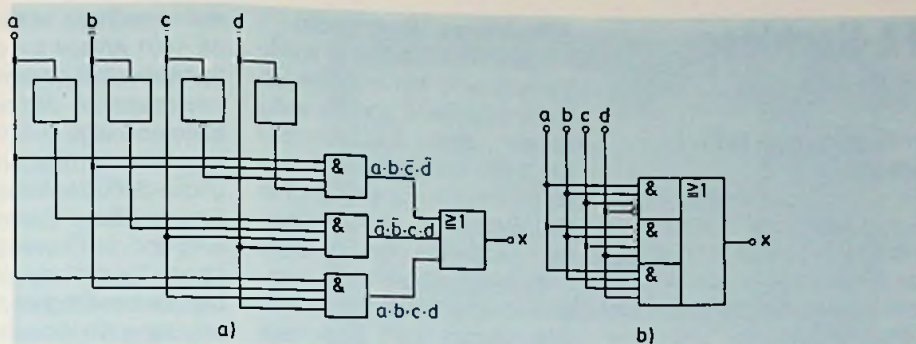 a b c d
a b c d
& a·b·c̄·d̄
& ≧1
& ā·b̄·c·d ≧1 x
& x
& a·b·c·d
&
a) b)